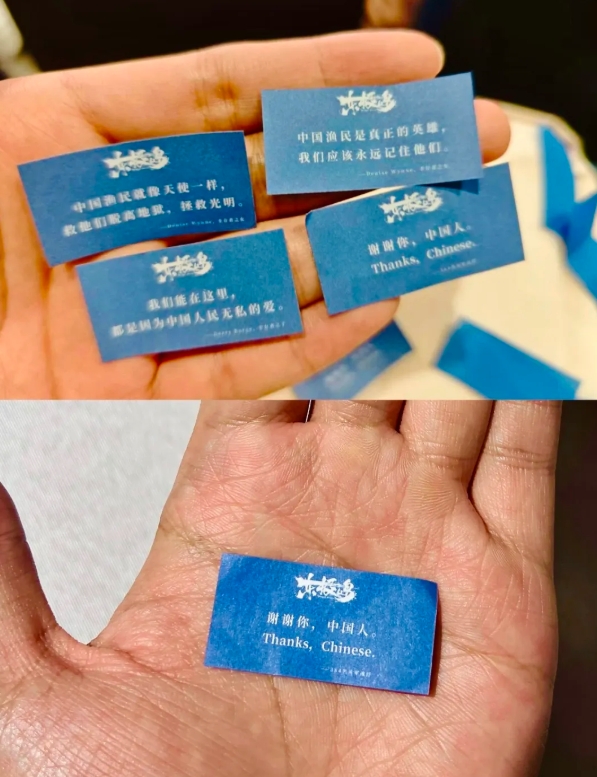 东极岛
中国渔民是真正的英雄，
我们应该永远记住他们。
——Denise Wynne,
东极岛
中国渔民就像天使一样，
救他们脱离地狱，拯救光明。
——Denise Wynne,
东极岛
谢谢你，中国人。
Thanks, Chinese.
东极岛
我们能在这里，
都是因为中国人民无私的爱。
东极岛
谢谢你，中国人。
Thanks, Chinese.